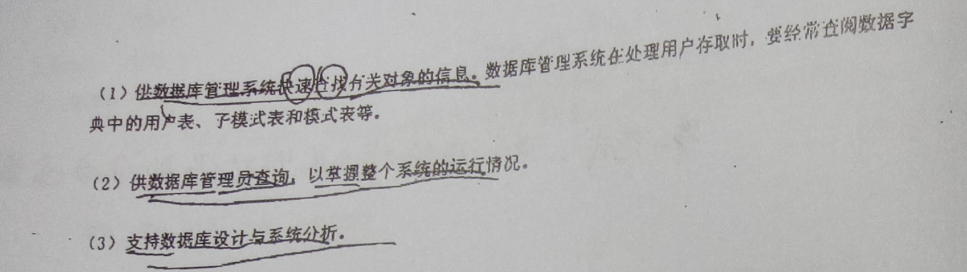 （1）供数据库管理系统快速查找有关对象的信息。数据库管理系统在处理用户存取时，要经常查阅数据字
典中的用户表、子模式表和模式表等。
（2）供数据库管理员查询，以掌握整个系统的运行情况。
（3）支持数据库设计与系统分析。